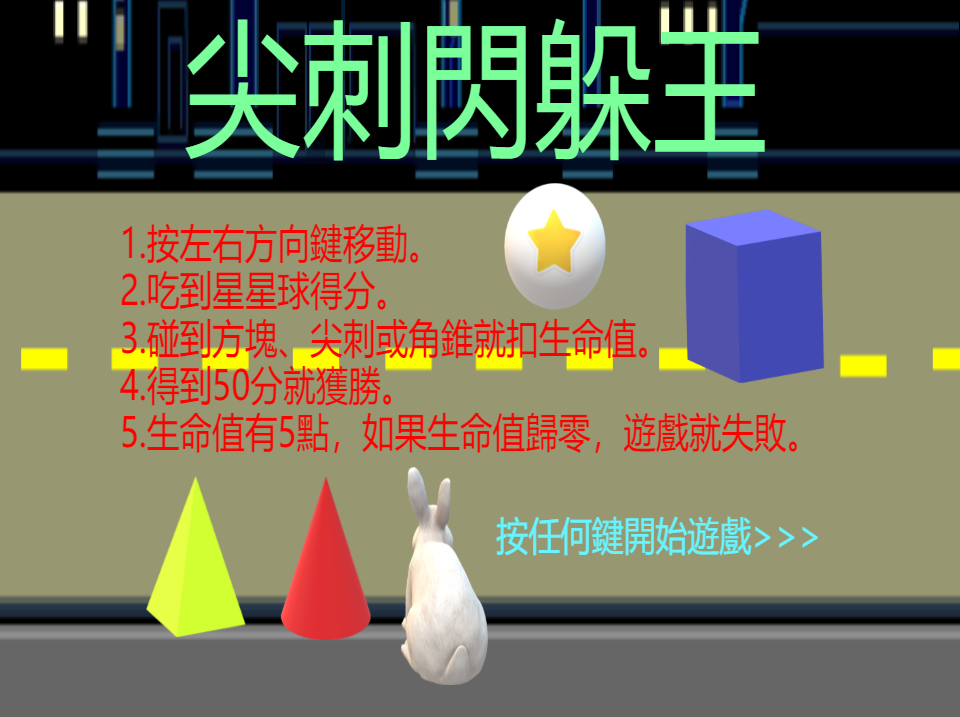 尖刺閃躲王
1.按左右方向鍵移動。
2.吃到星星球得分。
3.碰到方塊、尖刺或角錐就扣生命值。
4.得到50分就獲勝。
5.生命值有5點，如果生命值歸零，遊戲就失敗。
按任何鍵開始遊戲>>>